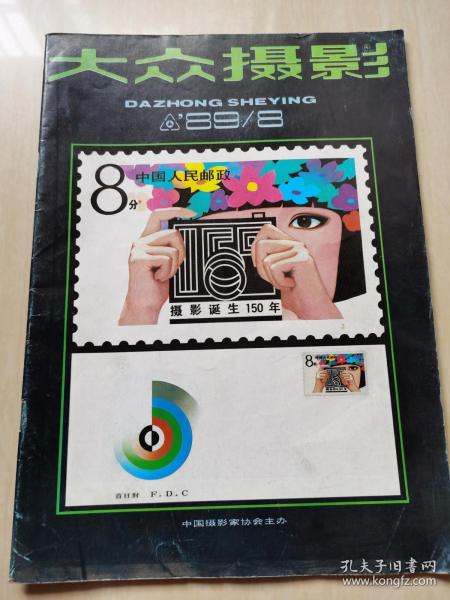 大众摄影
DAZHONG SHEYING
'89/8
8分
中国人民邮政
150
摄影诞生150年
8分
首日封 F.D.C
中国摄影家协会主办
孔夫子旧书网
www.kongfz.com